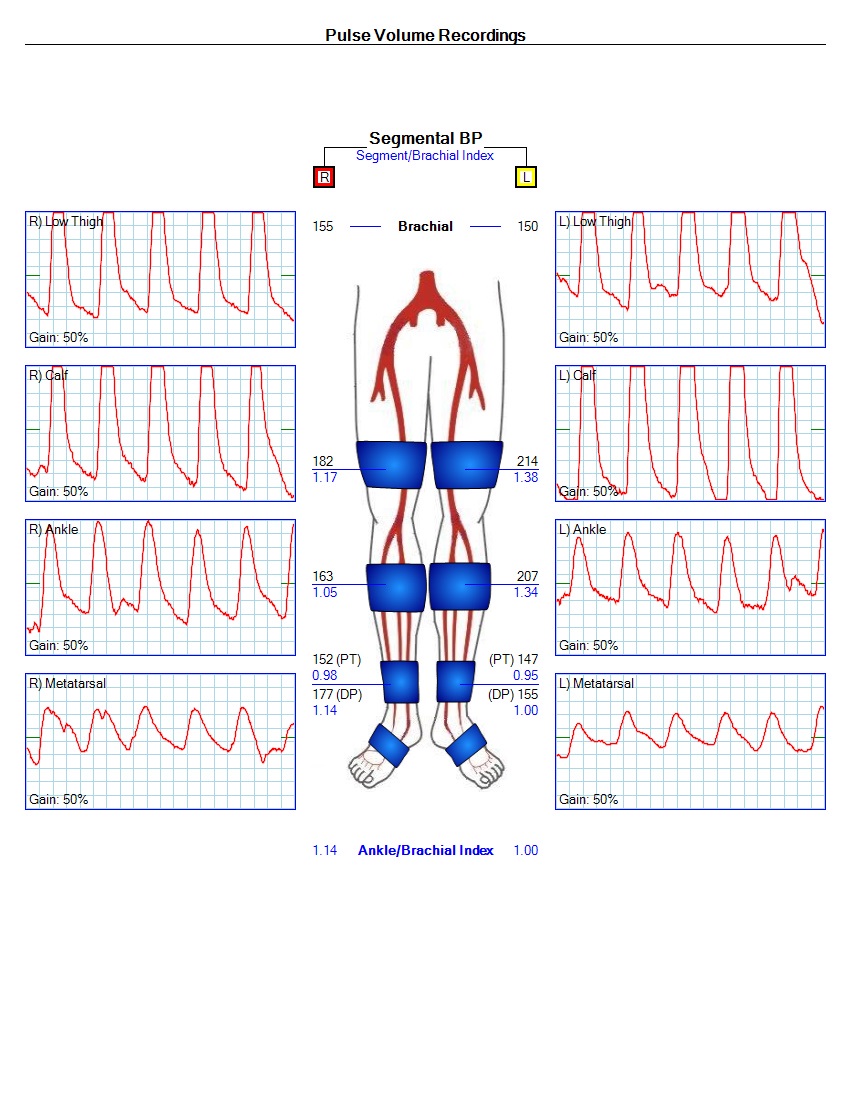 Pulse Volume Recordings
Segmental BP
Segment/Brachial Index
R
L
155
Brachial
150
R) Low Thigh
Gain: 50%
L) Low Thigh
Gain: 50%
R) Calf
Gain: 50%
L) Calf
Gain: 50%
182
1.17
214
1.38
R) Ankle
Gain: 50%
L) Ankle
Gain: 50%
163
1.05
207
1.34
152 (PT)
0.98
177 (DP)
1.14
(PT) 147
0.95
(DP) 155
1.00
R) Metatarsal
Gain: 50%
L) Metatarsal
Gain: 50%
1.14 Ankle/Brachial Index 1.00